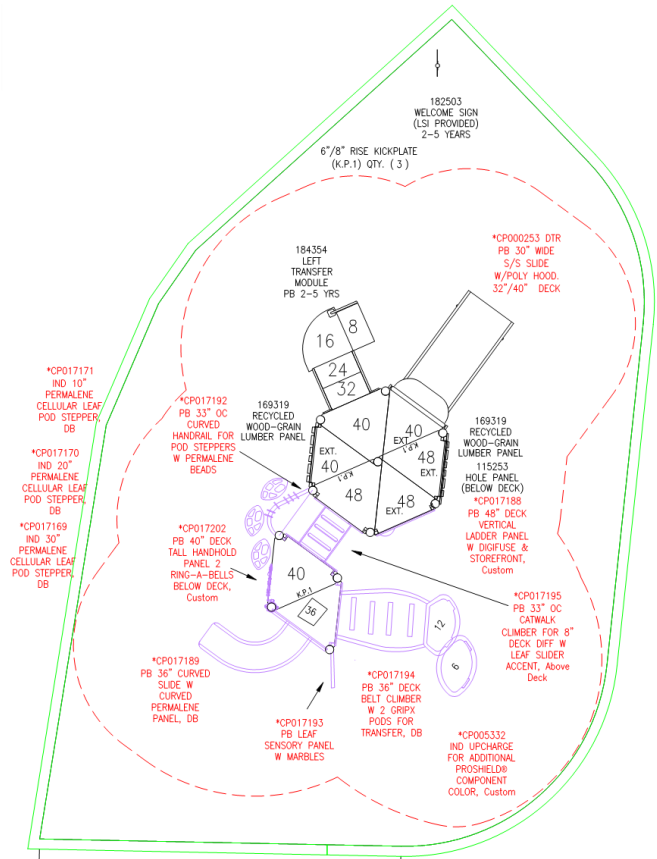 182503
WELCOME SIGN
(LSI PROVIDED)
2-5 YEARS
6"/8" RISE KICKPLATE
(K.P.1) QTY. ( 3 )
*CP000253 DTR
PB 30" WIDE
S/S SLIDE
W/POLY HOOD.
32"/40" DECK
184354
LEFT
TRANSFER
MODULE
PB 2-5 YRS
8
16
24
32
*CP017171
IND 10"
PERMALENE
CELLULAR LEAF
POD STEPPER,
DB
*CP017192
PB 33" OC
CURVED
HANDRAIL FOR
POD STEPPERS
W PERMALENE
BEADS
169319
RECYCLED
WOOD-GRAIN
LUMBER PANEL
40
40
EXT.
K.P.1
EXT.
40
K.P.1
48
EXT.
48
48
EXT.
169319
RECYCLED
WOOD-GRAIN
LUMBER PANEL
115253
HOLE PANEL
(BELOW DECK)
*CP017170
IND 20"
PERMALENE
CELLULAR LEAF
POD STEPPER,
DB
*CP017188
PB 48" DECK
VERTICAL
LADDER PANEL
W DIGIFUSE &
STOREFRONT,
Custom
*CP017169
IND 30"
PERMALENE
CELLULAR LEAF
POD STEPPER,
DB
*CP017202
PB 40" DECK
TALL HANDHOLD
PANEL 2
RING-A-BELLS
BELOW DECK,
Custom
40
K.P.1
36
12
6
*CP017195
PB 33" OC
CATWALK
CLIMBER FOR 8"
DECK DIFF W
LEAF SLIDER
ACCENT, Above
Deck
*CP017189
PB 36" CURVED
SLIDE W
CURVED
PERMALENE
PANEL, DB
*CP017193
PB LEAF
SENSORY PANEL
W MARBLES
*CP017194
PB 36" DECK
BELT CLIMBER
W 2 GRIPX
PODS FOR
TRANSFER, DB
*CP005332
IND UPCHARGE
FOR ADDITIONAL
PROSHIELD®
COMPONENT
COLOR, Custom